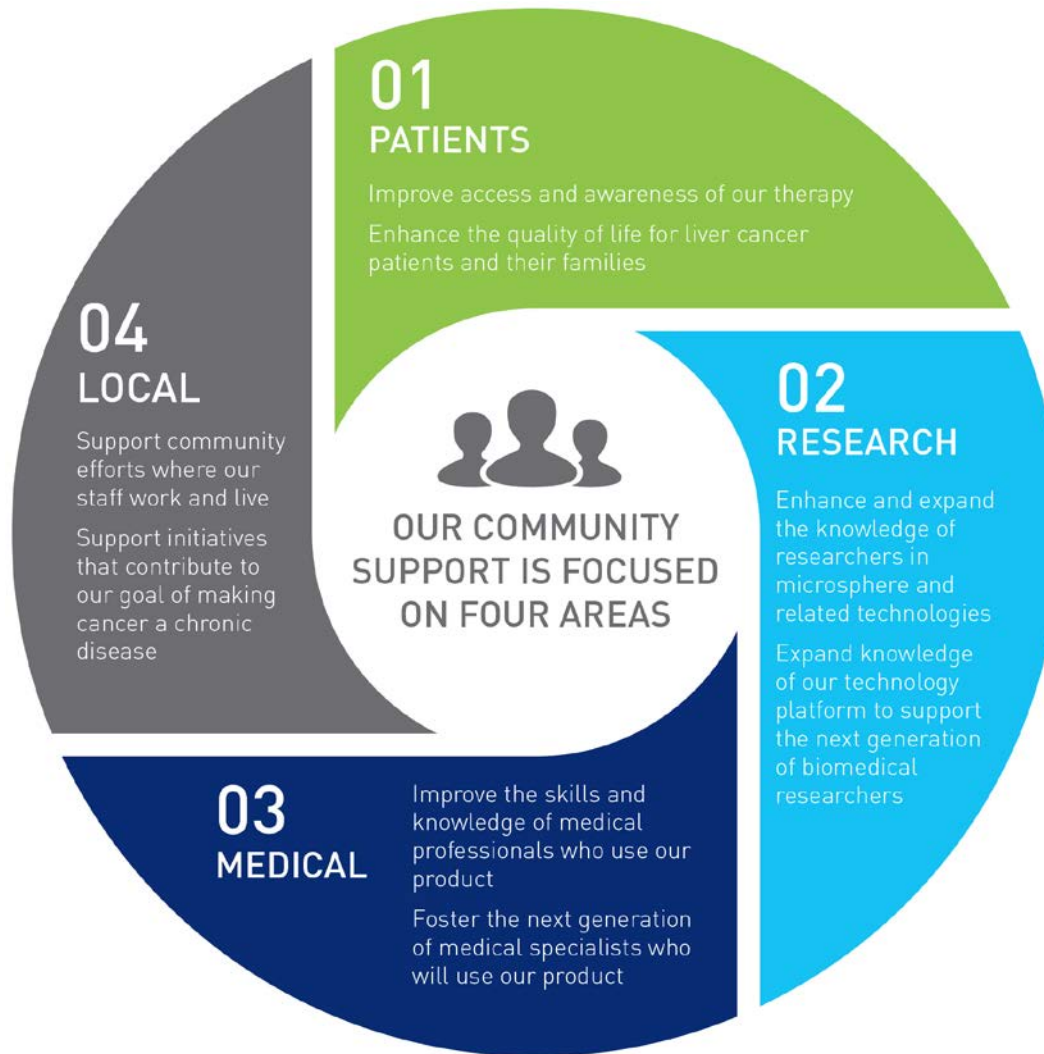 01
PATIENTS
Improve access and awareness of our therapy
Enhance the quality of life for liver cancer
patients and their families
02
RESEARCH
Enhance and expand
the knowledge of
researchers in
microsphere and
related technologies
Expand knowledge
of our technology
platform to support
the next generation
of biomedical
researchers
03
MEDICAL
Improve the skills and
knowledge of medical
professionals who use our
product
Foster the next generation
of medical specialists who
will use our product
04
LOCAL
Support community
efforts where our
staff work and live
Support initiatives
that contribute to
our goal of making
cancer a chronic
disease
OUR COMMUNITY
SUPPORT IS FOCUSED
ON FOUR AREAS